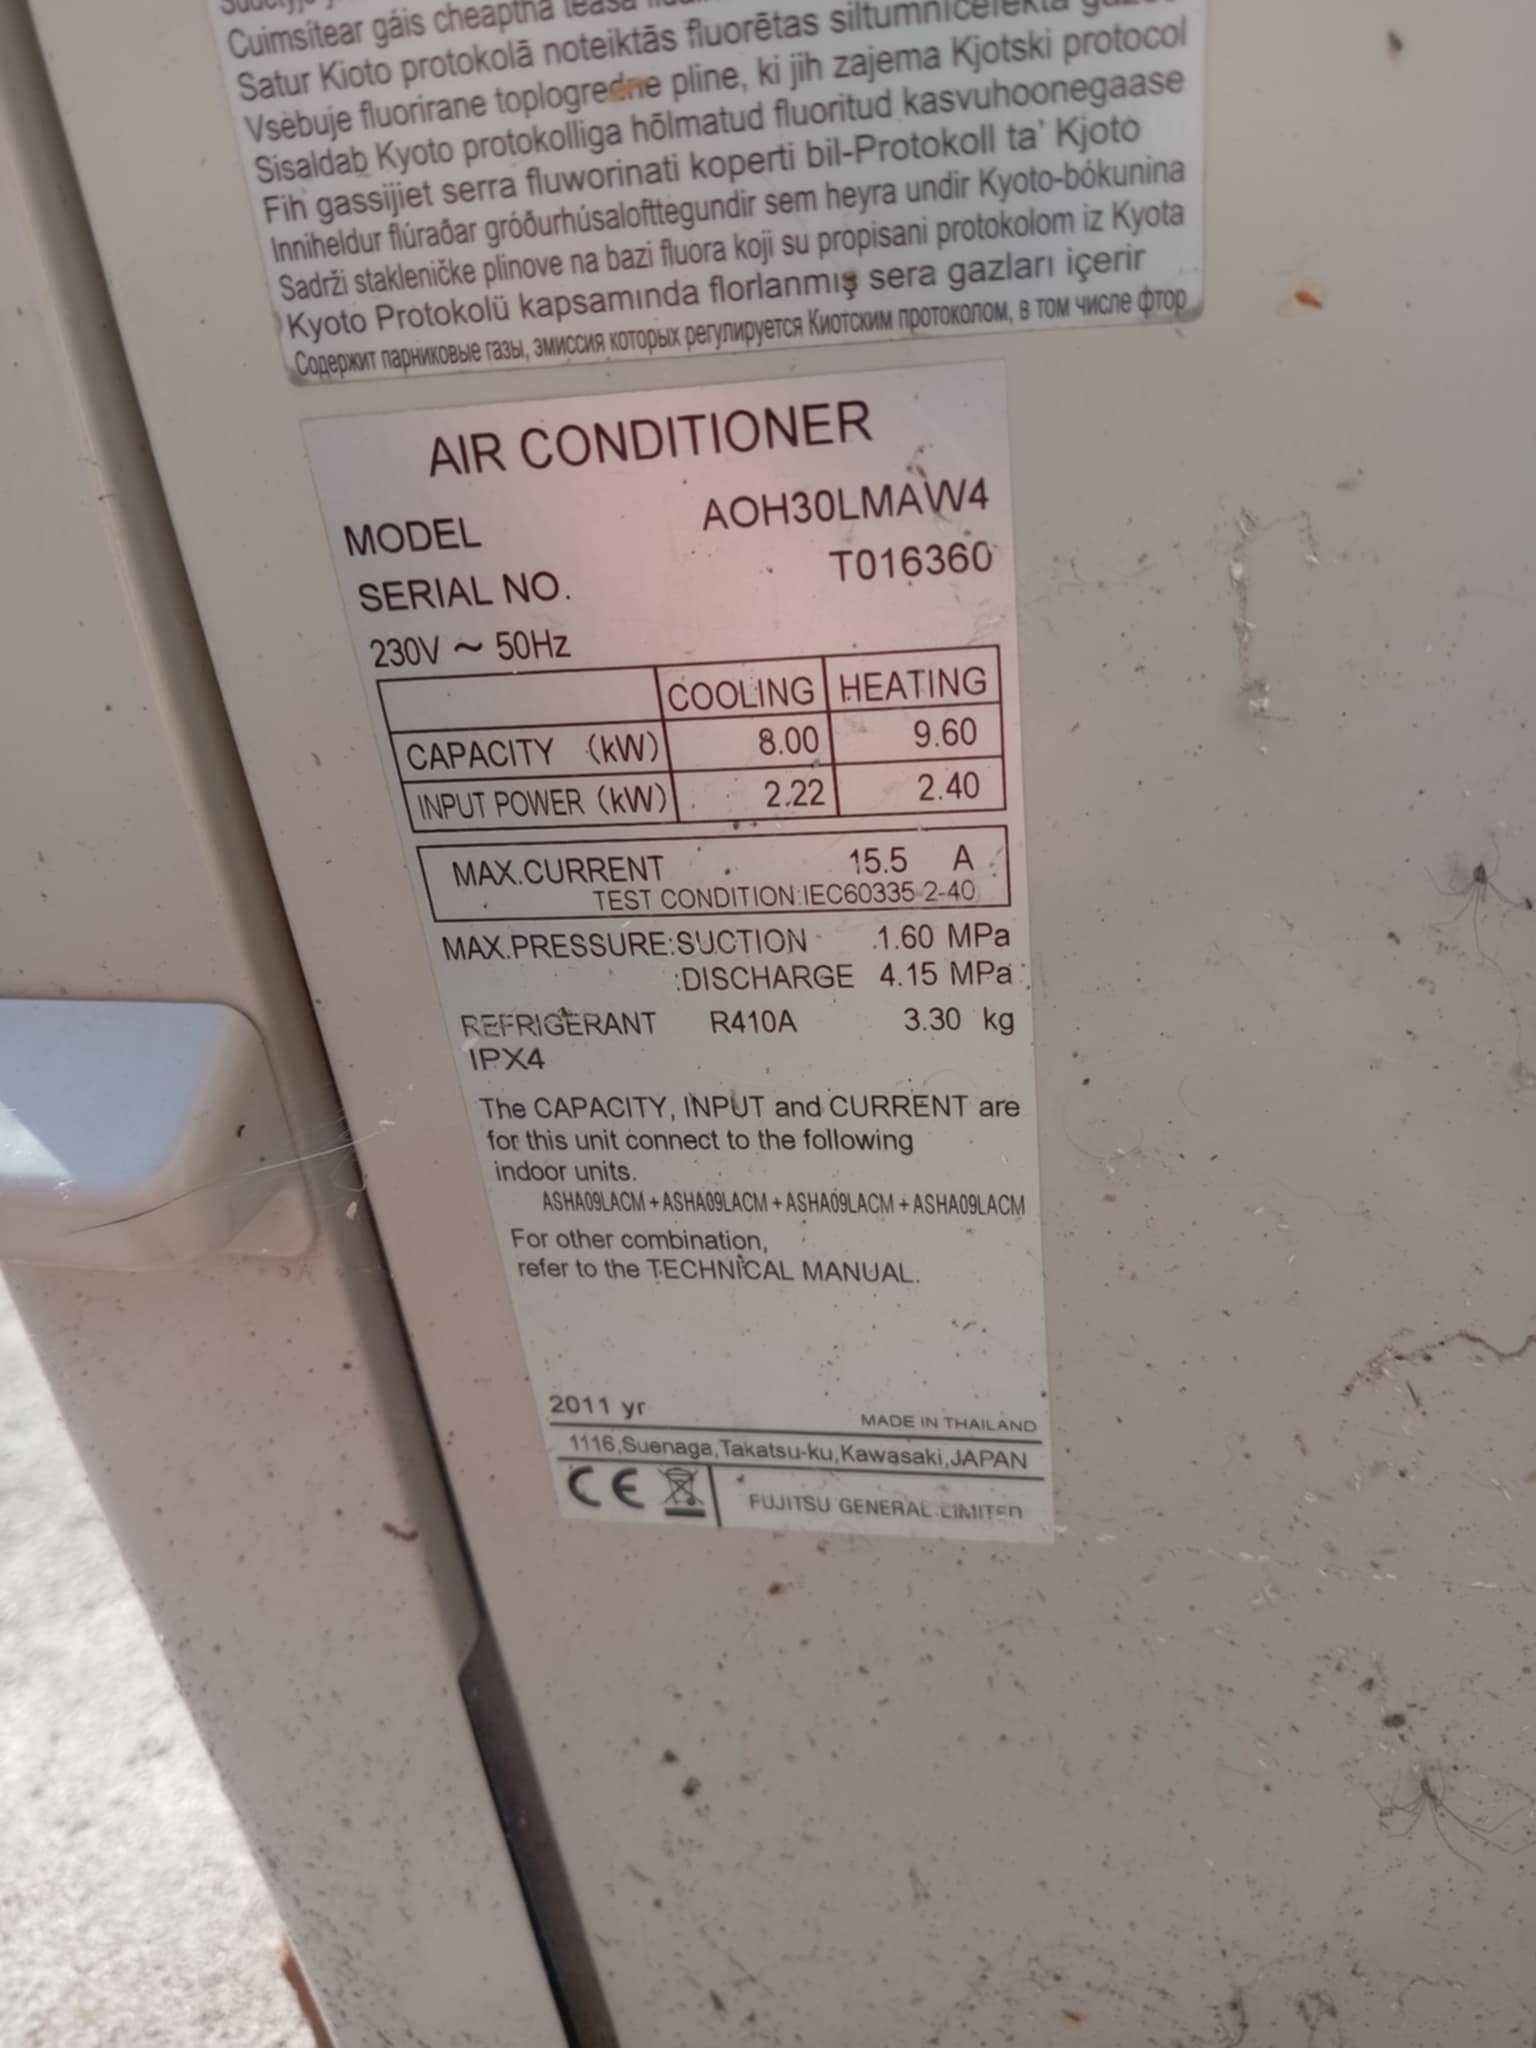 Cuimsítear gáis cheaptha teasa
Satur Kioto protokolā noteiktās fluorētas siltumnīcefekta
Vsebuje fluorirane toplogredne pline, ki jih zajema Kjotski protocol
Sisaldab Kyoto protokolliga hõlmatud fluoritud kasvuhoonegaase
Fih gassijiet serra fluworinati koperti bil-Protokoll ta' Kjoto
Inniheldur flúraðar gróðurhúsalofttegundir sem heyra undir Kyoto-bókunina
Sadrži stakleničke plinove na bazi fluora koji su propisani protokolom iz Kyota
Kyoto Protokolü kapsamında florlanmış sera gazları içerir
Содержит парниковые газы, эмиссия которых регулируется Киотским протоколом, в том числе фтор
AIR CONDITIONER
MODEL AOH30LMAW4
SERIAL NO. T016360
230V ~ 50Hz
COOLING HEATING
CAPACITY (kW) 8.00 9.60
INPUT POWER (kW) 2.22 2.40
MAX.CURRENT 15.5 A
TEST CONDITION:IEC60335-2-40
MAX.PRESSURE:SUCTION 1.60 MPa
:DISCHARGE 4.15 MPa
REFRIGERANT R410A 3.30 kg
IPX4
The CAPACITY, INPUT and CURRENT are
for this unit connect to the following
indoor units.
ASHA09LACM + ASHA09LACM + ASHA09LACM + ASHA09LACM
For other combination,
refer to the TECHNICAL MANUAL.
2011 yr
MADE IN THAILAND
1116,Suenaga,Takatsu-ku,Kawasaki,JAPAN
CE FUJITSU GENERAL LIMITED